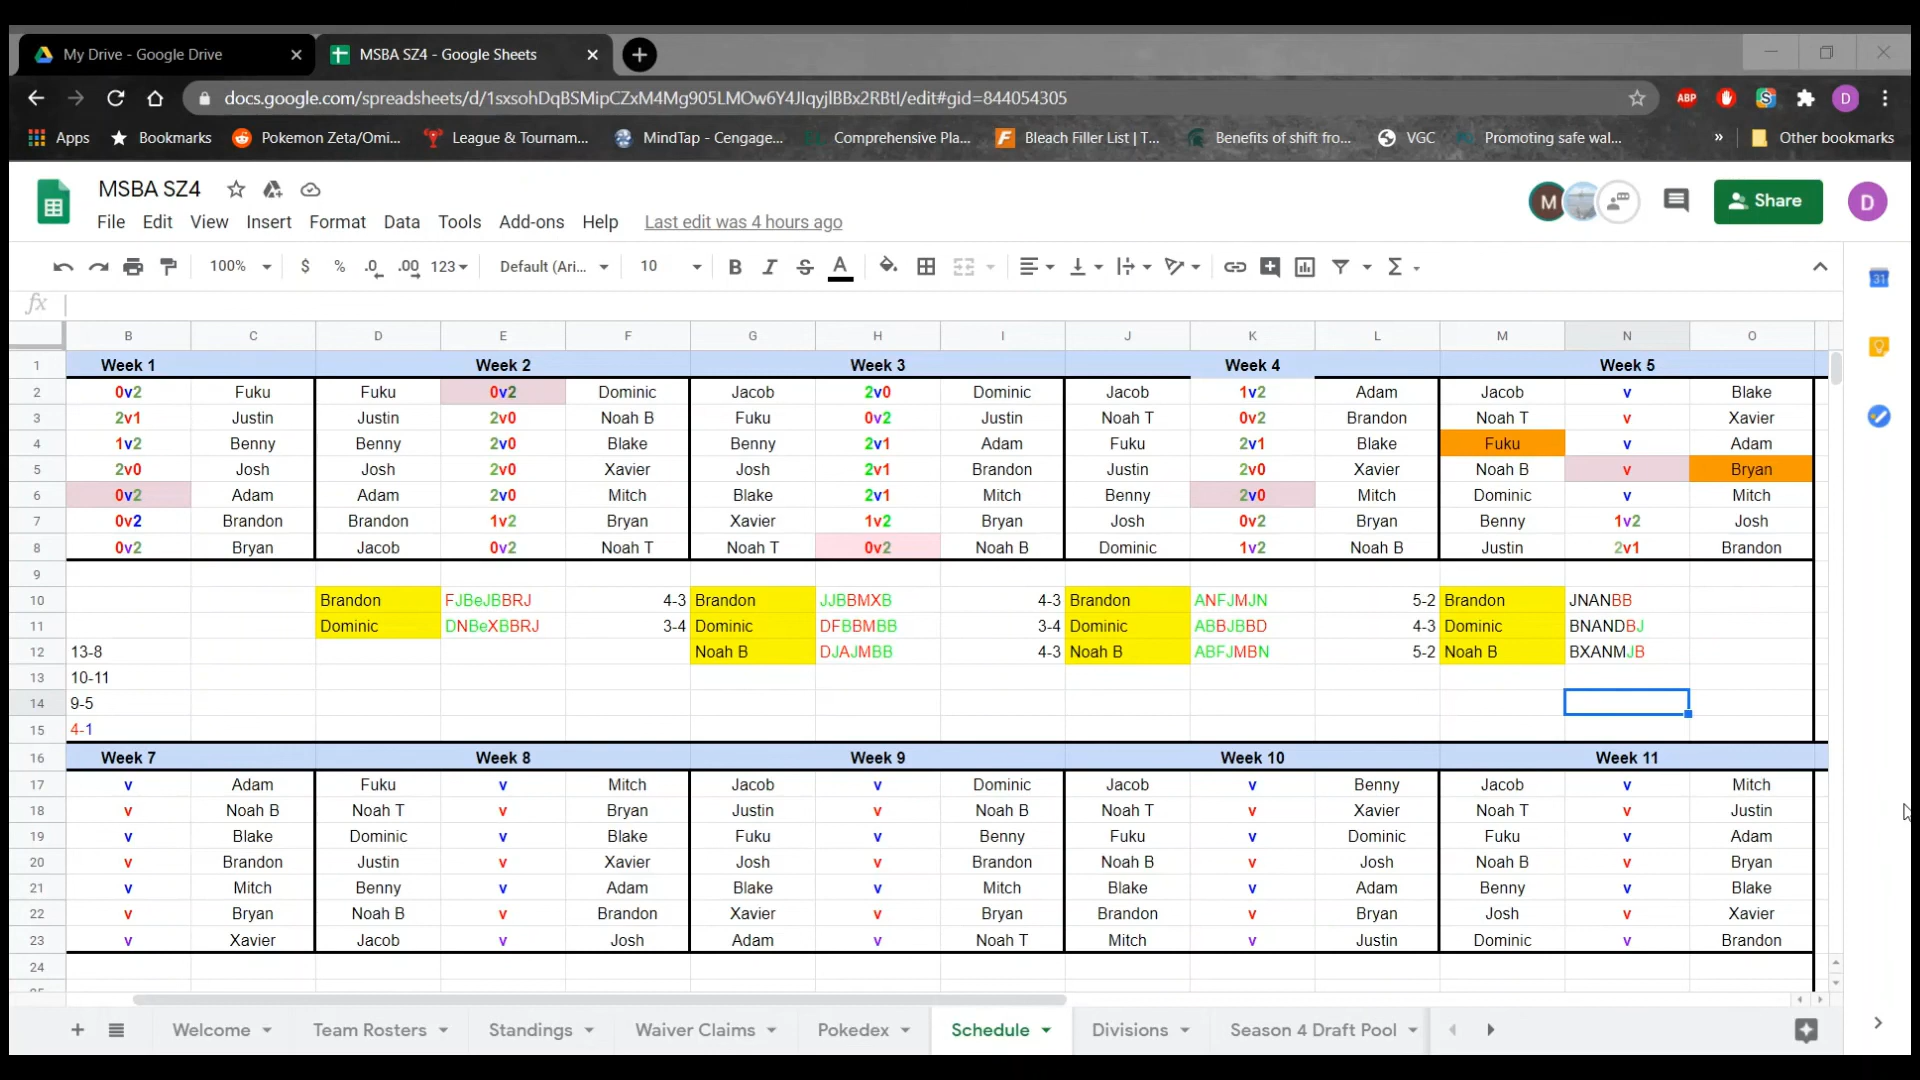 My Drive - Google Drive
MSBA SZ4 - Google Sheets
docs.google.com/spreadsheets/d/1sxsohDqBSMipCZxM4Mg905LMOw6Y4JIqyjlBBx2RBtI/edit#gid=844054305
ABP S D
Apps Bookmarks Pokemon Zeta/Omi... League & Tournam... MindTap - Cengage... Comprehensive Pla... Bleach Filler List | T... Benefits of shift fro... VGC Promoting safe wal... » Other bookmarks
MSBA SZ4
M Share D
File Edit View Insert Format Data Tools Add-ons Help Last edit was 4 hours ago
100% $ % .0 .00 123 Default (Ari... 10 B I S A Σ 31
fx
B C D E F G H I J K L M N O
1 Week 1 Week 2 Week 3 Week 4 Week 5
2 0v2 Fuku Fuku 0v2 Dominic Jacob 2v0 Dominic Jacob 1v2 Adam Jacob v Blake
3 2v1 Justin Justin 2v0 Noah B Fuku 0v2 Justin Noah T 0v2 Brandon Noah T v Xavier
4 1v2 Benny Benny 2v0 Blake Benny 2v1 Adam Fuku 2v1 Blake Fuku v Adam
5 2v0 Josh Josh 2v0 Xavier Josh 2v1 Brandon Justin 2v0 Xavier Noah B v Bryan
6 0v2 Adam Adam 2v0 Mitch Blake 2v1 Mitch Benny 2v0 Mitch Dominic v Mitch
7 0v2 Brandon Brandon 1v2 Bryan Xavier 1v2 Bryan Josh 0v2 Bryan Benny 1v2 Josh
8 0v2 Bryan Jacob 0v2 Noah T Noah T 0v2 Noah B Dominic 1v2 Noah B Justin 2v1 Brandon
9
10 Brandon FJBeJBBRJ 4-3 Brandon JJBBMXB 4-3 Brandon ANFJMJN 5-2 Brandon JNANBB
11 Dominic DNBeXBBRJ 3-4 Dominic DFBBMBB 3-4 Dominic ABBJBBD 4-3 Dominic BNANDBJ
12 13-8 Noah B DJAJMBB 4-3 Noah B ABFJMBN 5-2 Noah B BXANMJB
13 10-11
14 9-5
15 4-1
16 Week 7 Week 8 Week 9 Week 10 Week 11
17 v Adam Fuku v Mitch Jacob v Dominic Jacob v Benny Jacob v Mitch
18 v Noah B Noah T v Bryan Justin v Noah B Noah T v Xavier Noah T v Justin
19 v Blake Dominic v Blake Fuku v Benny Fuku v Dominic Fuku v Adam
20 v Brandon Justin v Xavier Josh v Brandon Noah B v Josh Noah B v Bryan
21 v Mitch Benny v Adam Blake v Mitch Blake v Adam Benny v Blake
22 v Bryan Noah B v Brandon Xavier v Bryan Brandon v Bryan Josh v Xavier
23 v Xavier Jacob v Josh Adam v Noah T Mitch v Justin Dominic v Brandon
24
Welcome Team Rosters Standings Waiver Claims Pokedex Schedule Divisions Season 4 Draft Pool